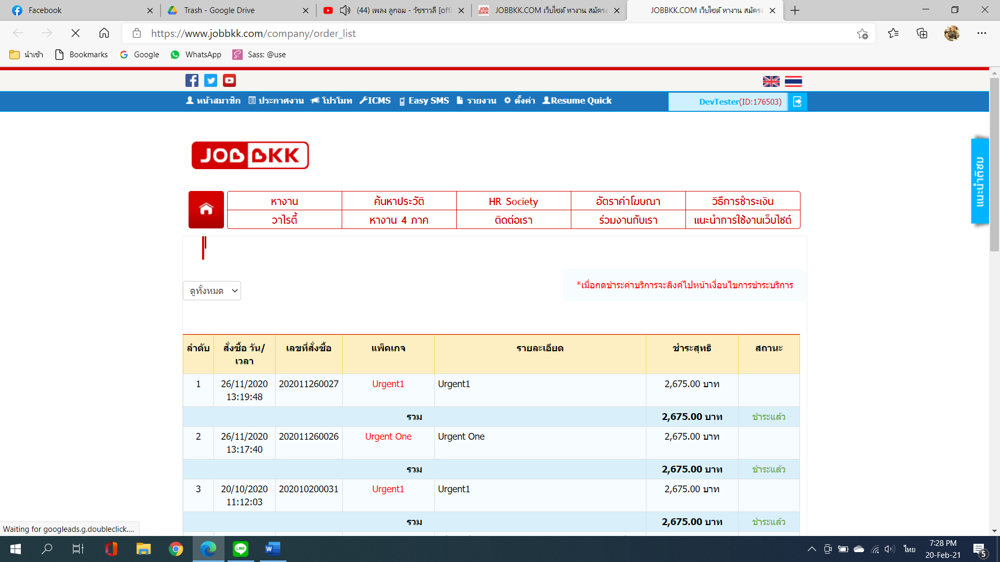 Facebook
Trash - Google Drive
(44) เพลง ลูกอม - วัชราวลี [offi
JOBBKK.COM เว็บไซต์ หางาน สมัครง
JOBBKK.COM เว็บไซต์ หางาน สมัครง
https://www.jobbkk.com/company/order_list
นำเข้า
Bookmarks
Google
WhatsApp
Sass: @use
หน้าสมาชิก
ประกาศงาน
โปรโมท
ICMS
Easy SMS
รายงาน
ตั้งค่า
Resume Quick
DevTester(ID:176503)
JOBBKK
แนะนำติชม
หางาน
ค้นหาประวัติ
HR Society
อัตราค่าโฆษณา
วิธีการชำระเงิน
วาไรตี้
หางาน 4 ภาค
ติดต่อเรา
ร่วมงานกับเรา
แนะนำการใช้งานเว็บไซต์
*เมื่อกดชำระค่าบริการจะลิงค์ไปหน้าเงื่อนไขการชำระบริการ
ดูทั้งหมด
ลำดับ
สั่งซื้อ วัน/
เวลา
เลขที่สั่งซื้อ
แพ็คเกจ
รายละเอียด
ชำระสุทธิ
สถานะ
1
26/11/2020
13:19:48
202011260027
Urgent1
Urgent1
2,675.00 บาท
รวม
2,675.00 บาท
ชำระแล้ว
2
26/11/2020
13:17:40
202011260026
Urgent One
Urgent One
2,675.00 บาท
รวม
2,675.00 บาท
ชำระแล้ว
3
20/10/2020
11:12:03
202010200031
Urgent1
Urgent1
2,675.00 บาท
รวม
2,675.00 บาท
ชำระแล้ว
Waiting for googleads.g.doubleclick....
LINE
ไทย
7:28 PM
20-Feb-21
5